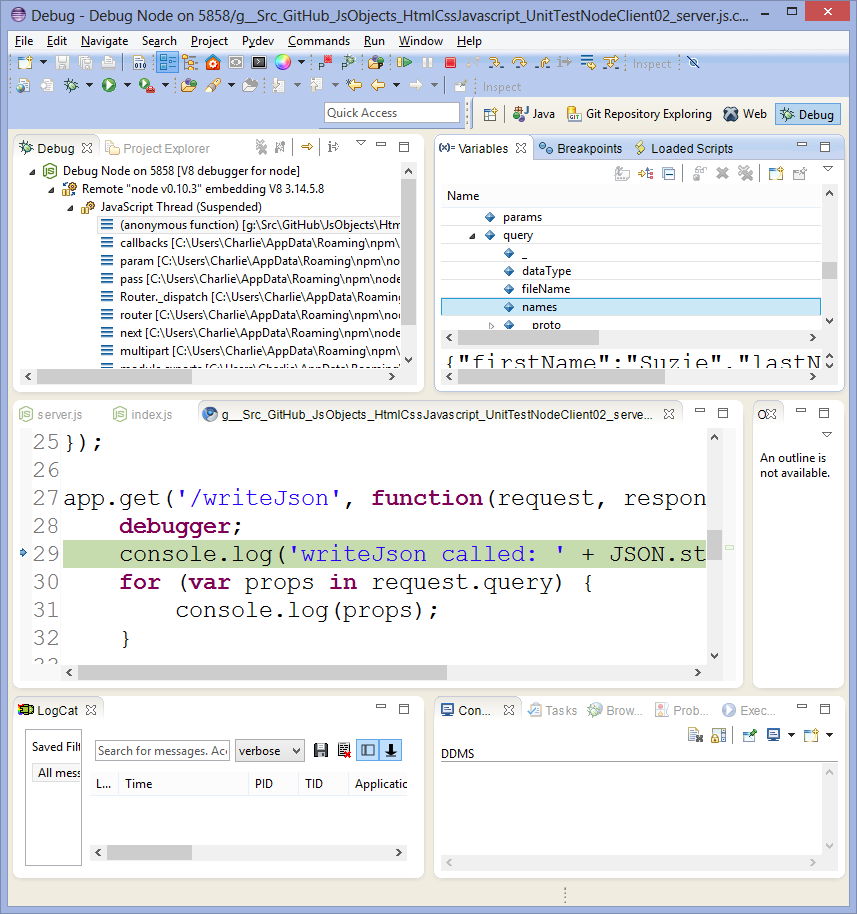 Debug - Debug Node on 5858/g__Src_GitHub_JsObjects_HtmlCssJavascript_UnitTestNodeClient02_server.js.c...
File Edit Navigate Search Project Pydev Commands Run Window Help
Inspect
Inspect
Quick Access
Java Git Repository Exploring Web Debug
Debug Project Explorer
Debug Node on 5858 [V8 debugger for node]
Remote "node v0.10.3" embedding V8 3.14.5.8
JavaScript Thread (Suspended)
(anonymous function) [g:\Src\GitHub\JsObjects\Htm
callbacks [C:\Users\Charlie\AppData\Roaming\npm\
param [C:\Users\Charlie\AppData\Roaming\npm\no
pass [C:\Users\Charlie\AppData\Roaming\npm\node
Router._dispatch [C:\Users\Charlie\AppData\Roamin
router [C:\Users\Charlie\AppData\Roaming\npm\no
next [C:\Users\Charlie\AppData\Roaming\npm\node
multipart [C:\Users\Charlie\AppData\Roaming\npm\
module.exports [C:\Users\Charlie\AppData\Roaming
(x)= Variables Breakpoints Loaded Scripts
Name
params
query
_
dataType
fileName
names
proto
{"firstName":"Suzie","lastN
server.js index.js g__Src_GitHub_JsObjects_HtmlCssJavascript_UnitTestNodeClient02_serve...
25 });
26
27 app.get('/writeJson', function(request, respon
28 debugger;
29 console.log('writeJson called: ' + JSON.st
30 for (var props in request.query) {
31 console.log(props);
32 }
33
An outline is
not available.
LogCat
Saved Filt
All mess
Search for messages. Acc verbose
L... Time PID TID Applicatic
Con... Tasks Brow... Prob... Exec...
DDMS